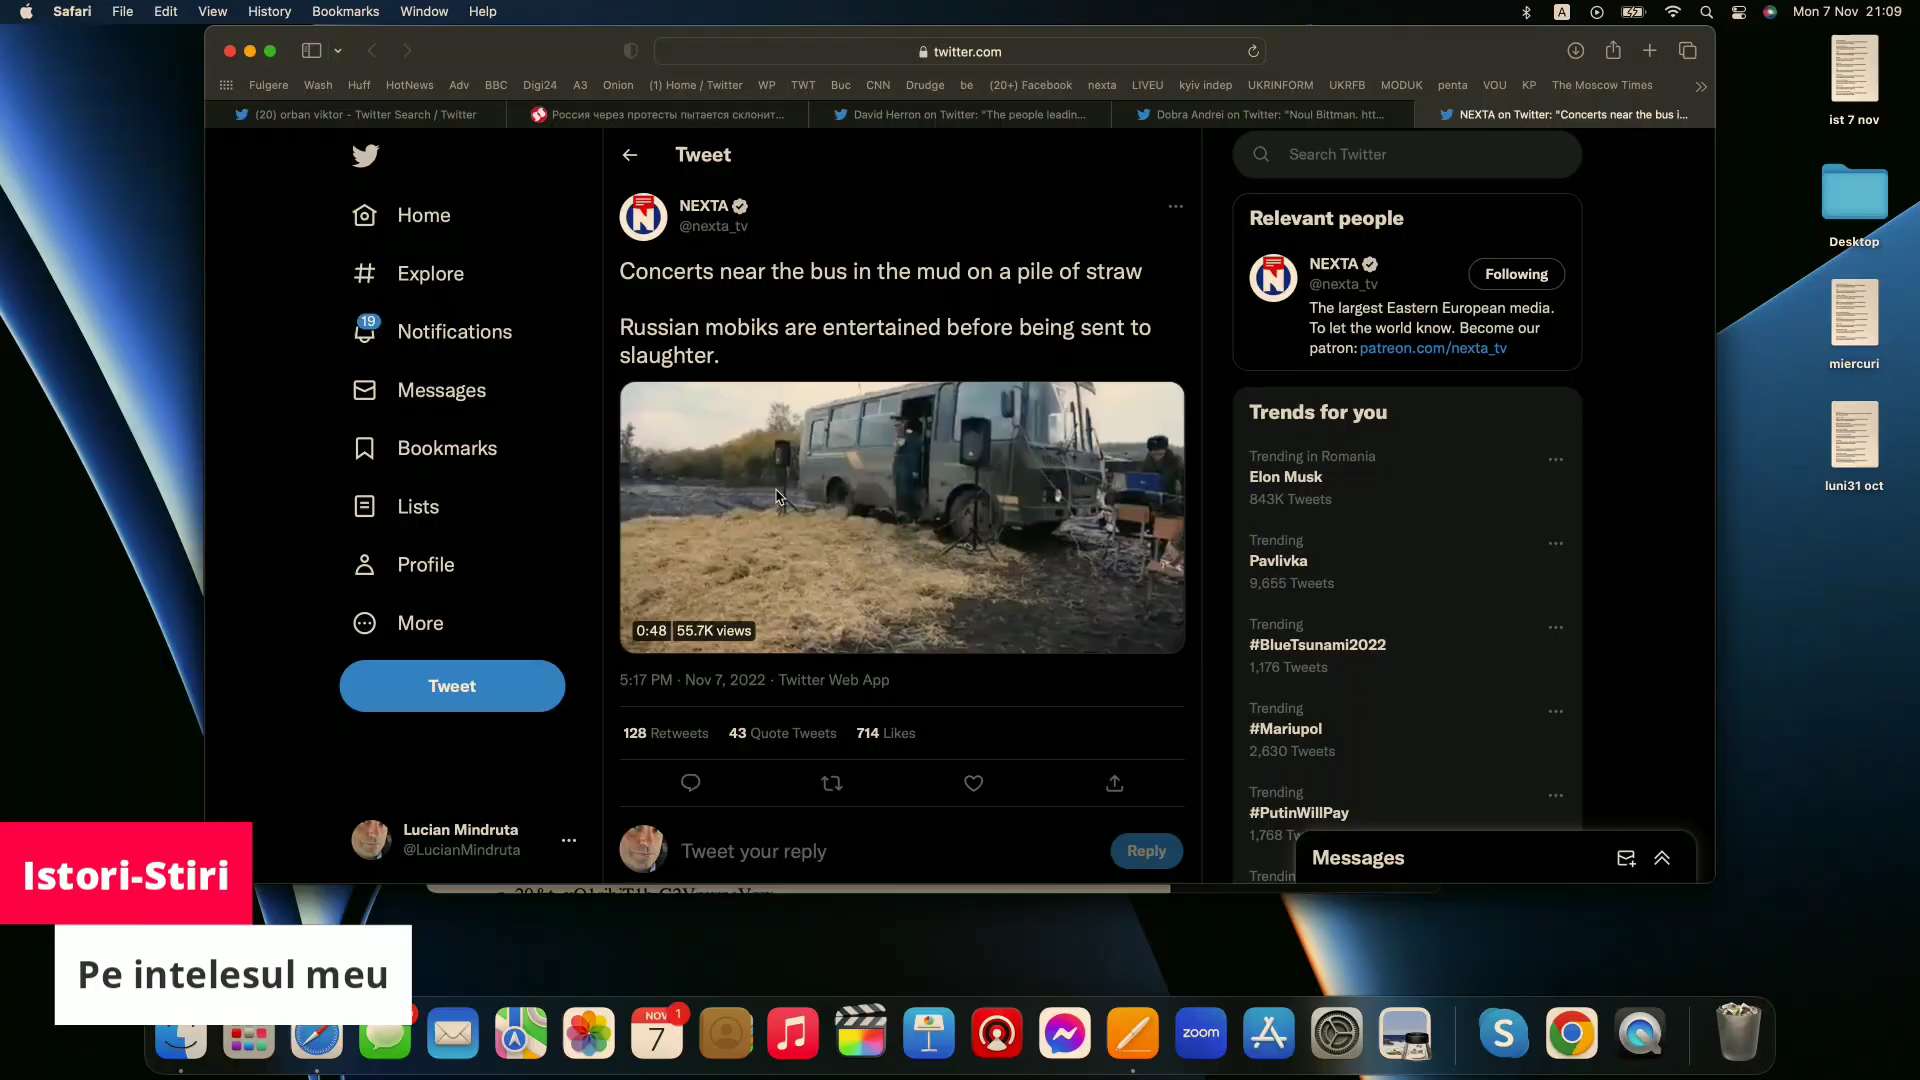 Safari File Edit View History Bookmarks Window Help
A
Mon 7 Nov 21:09
twitter.com
Fulgere Wash Huff HotNews Adv BBC Digi24 A3 Onion (1) Home / Twitter WP TWT Buc CNN Drudge be (20+) Facebook nexta LIVEU kyiv indep UKRINFORM UKRFB MODUK penta VOU KP The Moscow Times
(20) orban viktor - Twitter Search / Twitter
Россия через протесты пытается склонит...
David Herron on Twitter: "The people leadin...
Dobra Andrei on Twitter: "Noul Bittman. htt...
NEXTA on Twitter: "Concerts near the bus i...
Home
Explore
19
Notifications
Messages
Bookmarks
Lists
Profile
More
Tweet
Lucian Mindruta
@LucianMindruta
Tweet
NEXTA
@nexta_tv
Concerts near the bus in the mud on a pile of straw
Russian mobiks are entertained before being sent to
slaughter.
0:48 55.7K views
5:17 PM · Nov 7, 2022 · Twitter Web App
128 Retweets 43 Quote Tweets 714 Likes
Tweet your reply
Reply
Search Twitter
Relevant people
NEXTA
@nexta_tv
Following
The largest Eastern European media.
To let the world know. Become our
patron: patreon.com/nexta_tv
Trends for you
Trending in Romania
Elon Musk
843K Tweets
Trending
Pavlivka
9,655 Tweets
Trending
#BlueTsunami2022
1,176 Tweets
Trending
#Mariupol
2,630 Tweets
Trending
#PutinWillPay
1,768 Tw
Trendin
Messages
ist 7 nov
Desktop
miercuri
luni31 oct
Istori-Stiri
Pe intelesul meu
NOV 1
7
zoom